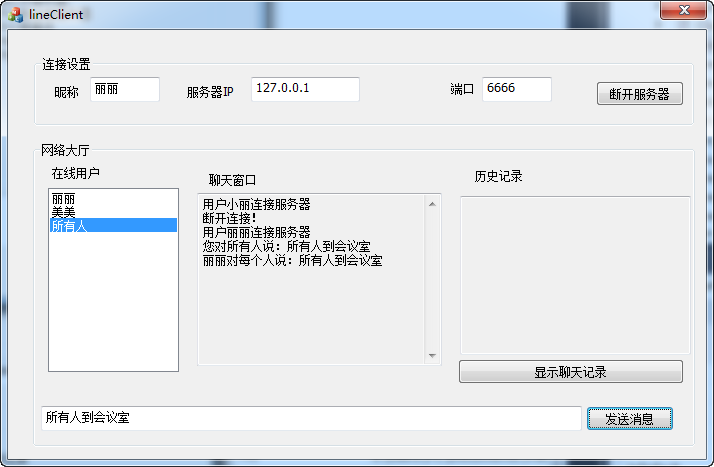 lineClient
连接设置
昵称 丽丽 服务器IP 127.0.0.1 端口 6666 断开服务器
网络大厅
在线用户 聊天窗口 历史记录
丽丽
美美
所有人
用户小丽连接服务器
断开连接!
用户丽丽连接服务器
您对所有人说：所有人到会议室
丽丽对每个人说：所有人到会议室
显示聊天记录
所有人到会议室 发送消息